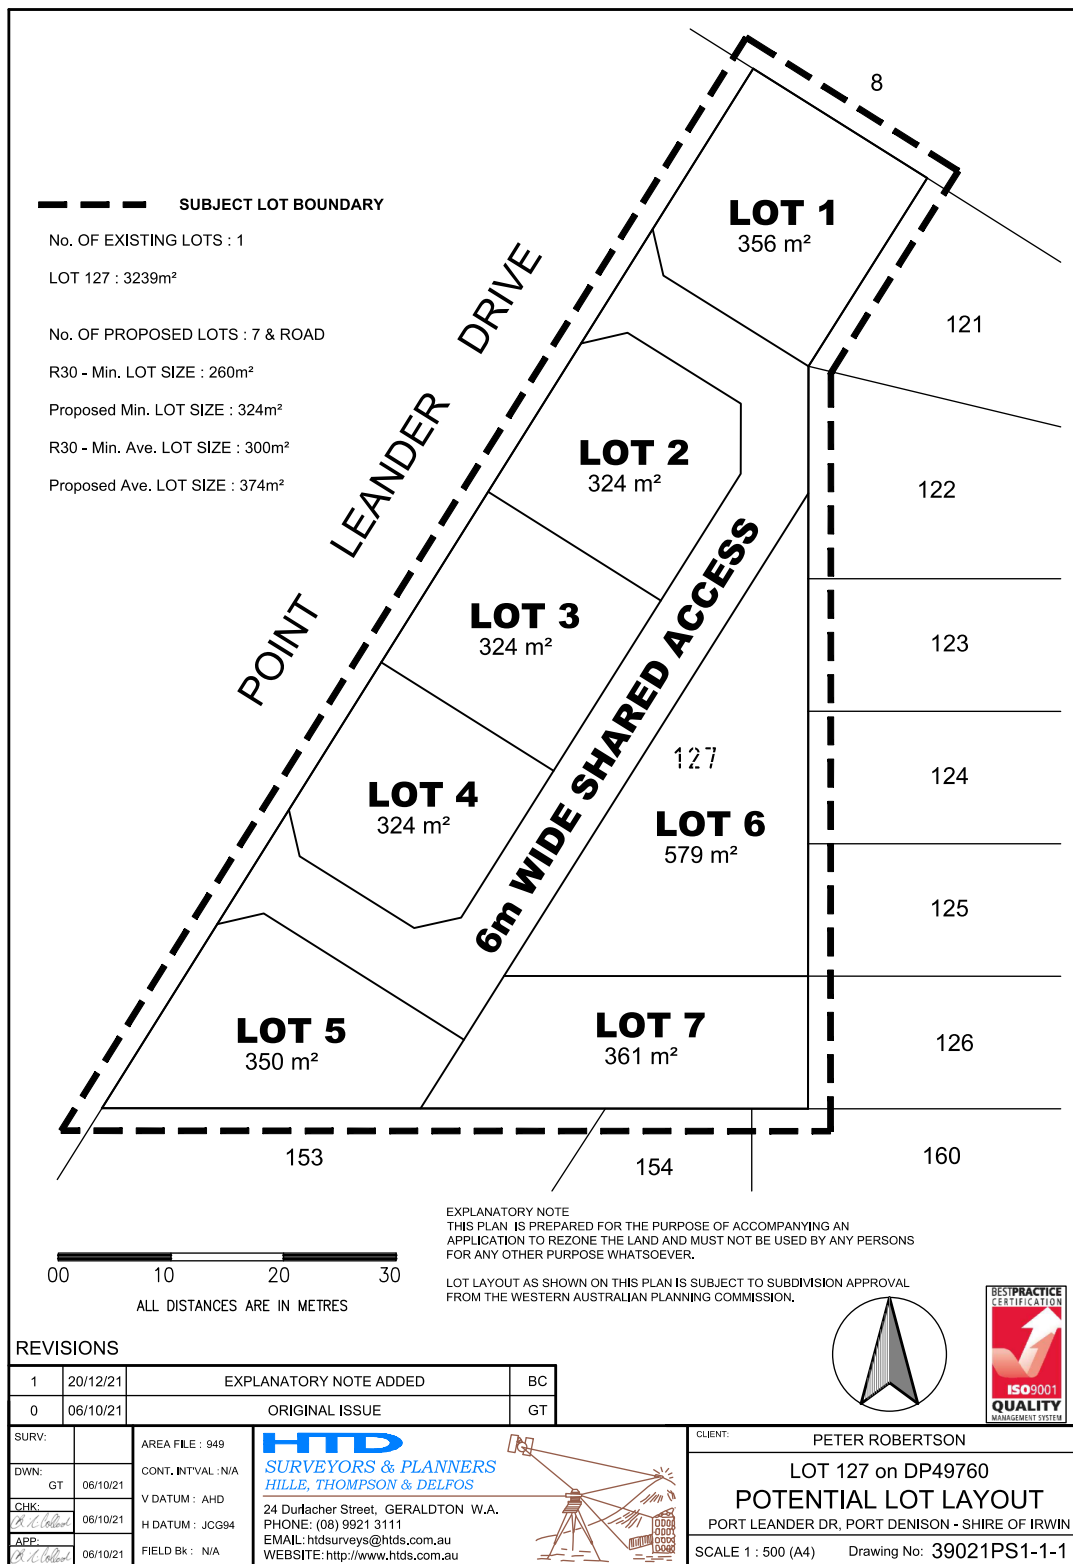 8
SUBJECT LOT BOUNDARY
No. OF EXISTING LOTS : 1
LOT 127 : 3239m²
No. OF PROPOSED LOTS : 7 & ROAD
R30 - Min. LOT SIZE : 260m²
Proposed Min. LOT SIZE : 324m²
R30 - Min. Ave. LOT SIZE : 300m²
Proposed Ave. LOT SIZE : 374m²
POINT LEANDER DRIVE
LOT 1
356 m²
121
LOT 2
324 m²
122
LOT 3
324 m²
123
6m WIDE SHARED ACCESS
127
124
LOT 4
324 m²
LOT 6
579 m²
125
LOT 5
350 m²
LOT 7
361 m²
126
153
154
160
EXPLANATORY NOTE
THIS PLAN IS PREPARED FOR THE PURPOSE OF ACCOMPANYING AN
APPLICATION TO REZONE THE LAND AND MUST NOT BE USED BY ANY PERSONS
FOR ANY OTHER PURPOSE WHATSOEVER.
LOT LAYOUT AS SHOWN ON THIS PLAN IS SUBJECT TO SUBDIVISION APPROVAL
FROM THE WESTERN AUSTRALIAN PLANNING COMMISSION.
00 10 20 30
ALL DISTANCES ARE IN METRES
BESTPRACTICE
CERTIFICATION
ISO9001
QUALITY
MANAGEMENT SYSTEM
REVISIONS
1 20/12/21 EXPLANATORY NOTE ADDED BC
0 06/10/21 ORIGINAL ISSUE GT
SURV:
DWN: GT 06/10/21
CHK: 06/10/21
APP: 06/10/21
AREA FILE : 949
CONT. INT'VAL : N/A
V DATUM : AHD
H DATUM : JCG94
FIELD Bk : N/A
HTD
SURVEYORS & PLANNERS
HILLE, THOMPSON & DELFOS
24 Durlacher Street, GERALDTON W.A.
PHONE: (08) 9921 3111
EMAIL: htdsurveys@htds.com.au
WEBSITE: http://www.htds.com.au
CLIENT: PETER ROBERTSON
LOT 127 on DP49760
POTENTIAL LOT LAYOUT
PORT LEANDER DR, PORT DENISON - SHIRE OF IRWIN
SCALE 1 : 500 (A4) Drawing No: 39021PS1-1-1